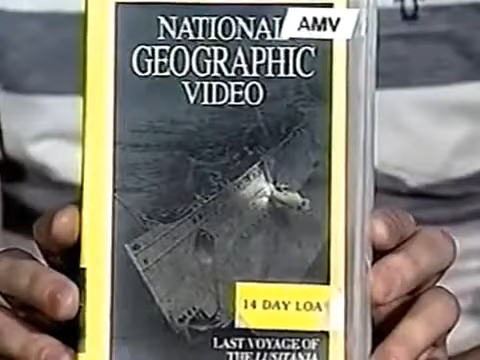 NATIONAL
AMV
GEOGRAPHIC
VIDEO
14 DAY LOA
LAST VOYAGE OF
THE LUSITANIA